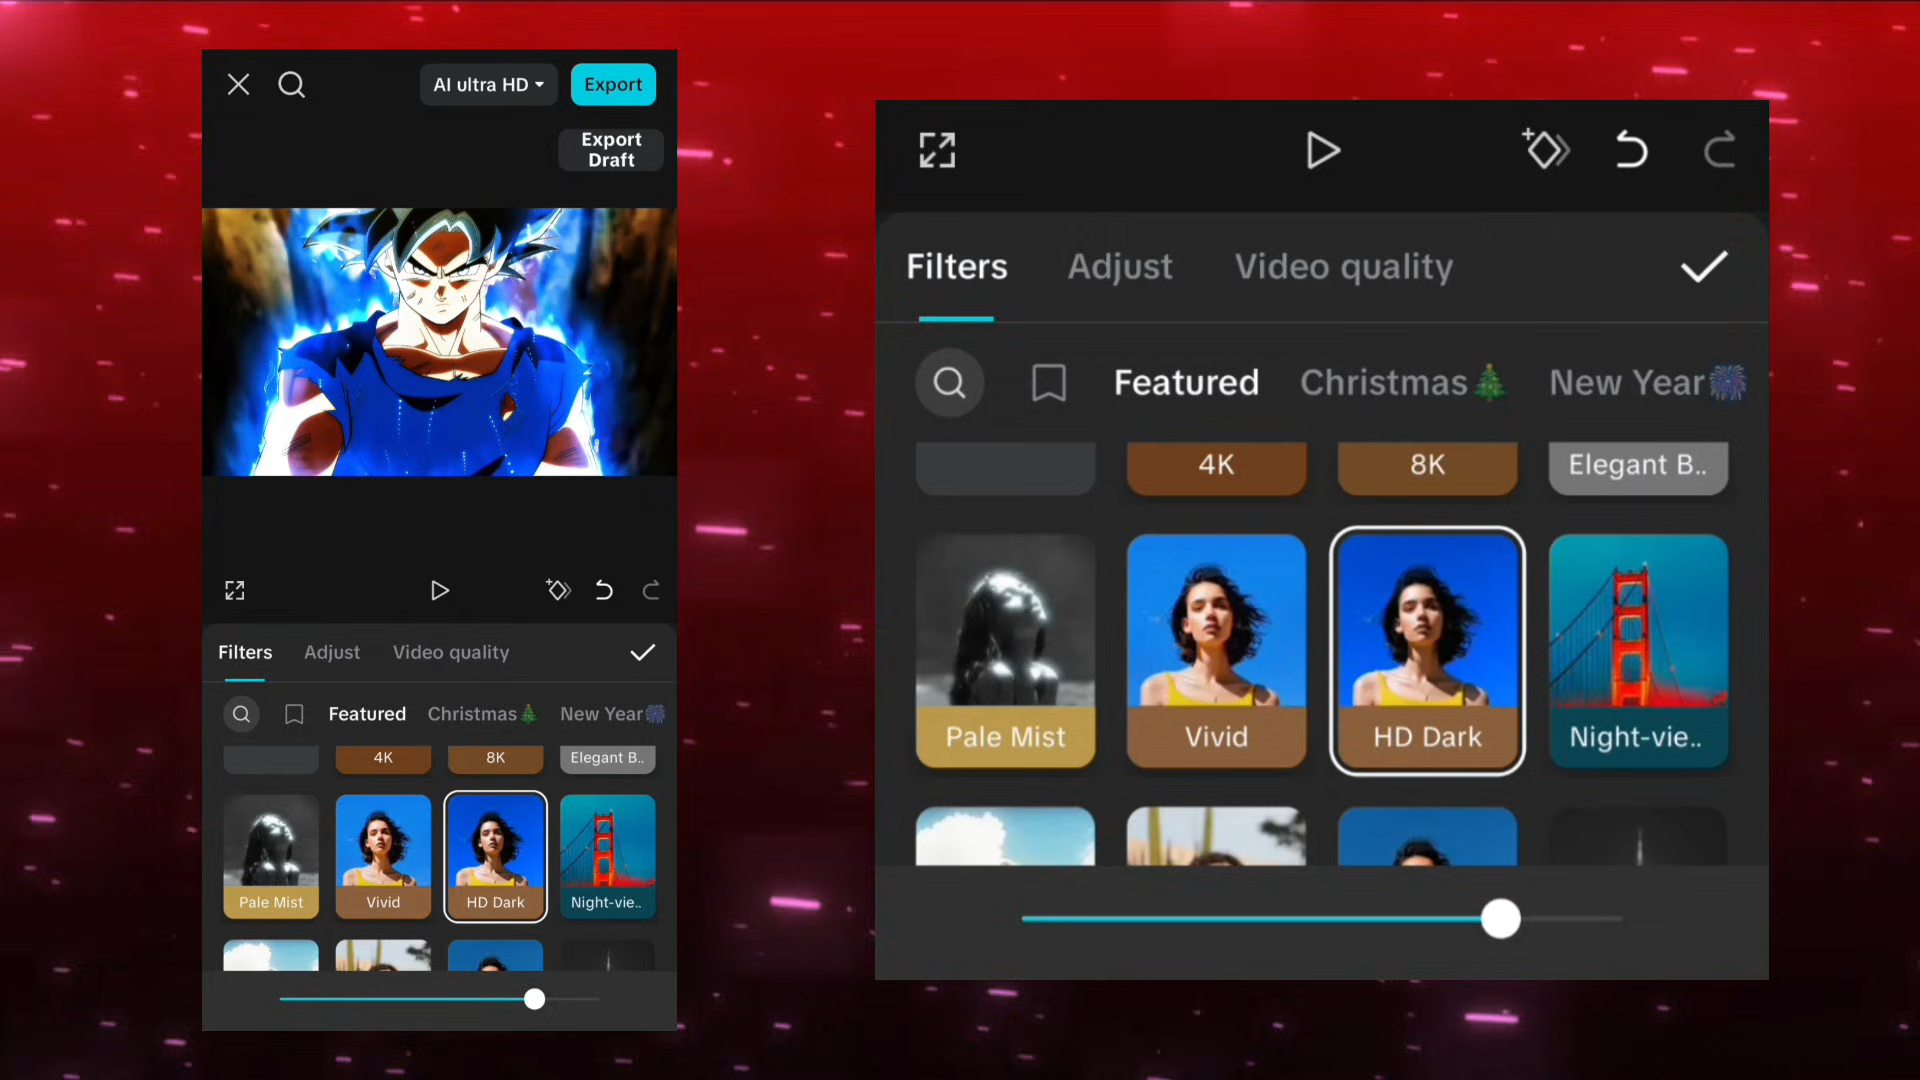 AI ultra HD
Export
Export
Draft
Filters
Adjust
Video quality
Featured
Christmas🎄
New Year🎆
4K
8K
Elegant B..
Pale Mist
Vivid
HD Dark
Night-vie..
Filters
Adjust
Video quality
Featured
Christmas🎄
New Year🎆
4K
8K
Elegant B..
Pale Mist
Vivid
HD Dark
Night-vie..